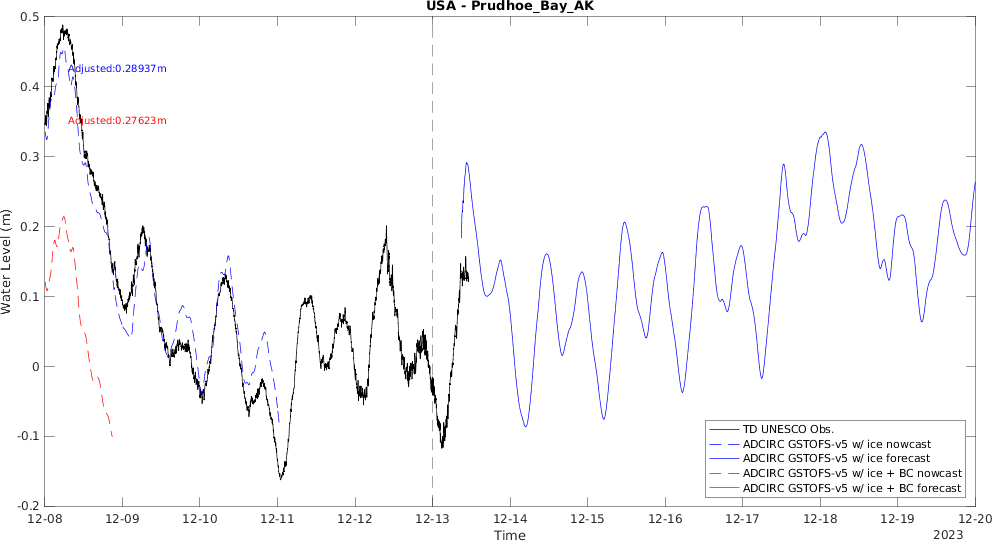 USA - Prudhoe_Bay_AK
0.5
0.4
0.3
0.2
0.1
0
-0.1
-0.2
Water Level (m)
Adjusted:0.28937m
Adjusted:0.27623m
TD UNESCO Obs.
ADCIRC GSTOFS-v5 w/ ice nowcast
ADCIRC GSTOFS-v5 w/ ice forecast
ADCIRC GSTOFS-v5 w/ ice + BC nowcast
ADCIRC GSTOFS-v5 w/ ice + BC forecast
12-08 12-09 12-10 12-11 12-12 12-13 12-14 12-15 12-16 12-17 12-18 12-19 12-20
Time
2023